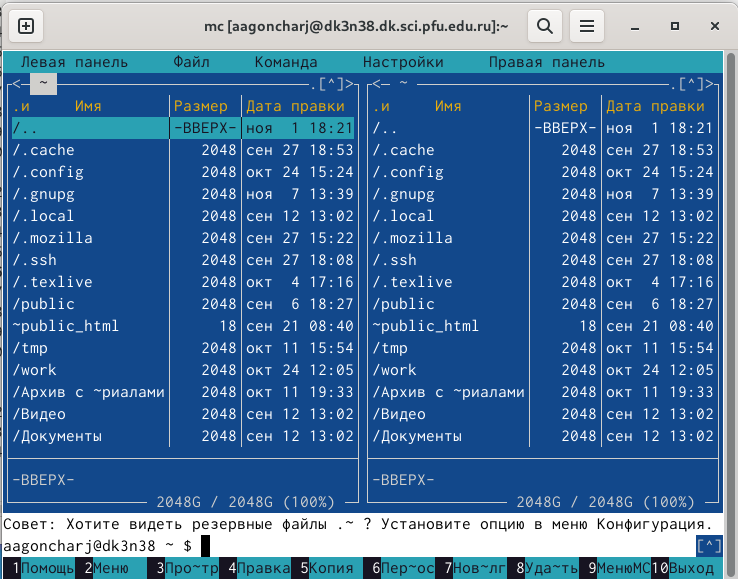 mc [aagoncharj@dk3n38.dk.sci.pfu.edu.ru]:~
Левая панель Файл Команда Настройки Правая панель
<─ ~ .[^]> <─ ~ .[^]>
.и Имя Размер Дата правки .и Имя Размер Дата правки
/.. -ВВЕРХ- ноя 1 18:21 /.. -ВВЕРХ- ноя 1 18:21
/.cache 2048 сен 27 18:53 /.cache 2048 сен 27 18:53
/.config 2048 окт 24 15:24 /.config 2048 окт 24 15:24
/.gnupg 2048 ноя 7 13:39 /.gnupg 2048 ноя 7 13:39
/.local 2048 сен 12 13:02 /.local 2048 сен 12 13:02
/.mozilla 2048 сен 27 15:22 /.mozilla 2048 сен 27 15:22
/.ssh 2048 сен 27 18:08 /.ssh 2048 сен 27 18:08
/.texlive 2048 окт 4 17:16 /.texlive 2048 окт 4 17:16
/public 2048 сен 6 18:27 /public 2048 сен 6 18:27
~public_html 18 сен 21 08:40 ~public_html 18 сен 21 08:40
/tmp 2048 окт 11 15:54 /tmp 2048 окт 11 15:54
/work 2048 окт 24 12:05 /work 2048 окт 24 12:05
/Архив с ~риалами 2048 окт 11 19:33 /Архив с ~риалами 2048 окт 11 19:33
/Видео 2048 сен 12 13:02 /Видео 2048 сен 12 13:02
/Документы 2048 сен 12 13:02 /Документы 2048 сен 12 13:02
-ВВЕРХ- -ВВЕРХ-
2048G / 2048G (100%) 2048G / 2048G (100%)
Совет: Хотите видеть резервные файлы .~ ? Установите опцию в меню Конфигурация.
aagoncharj@dk3n38 ~ $ [^]
1Помощь 2Меню 3Про~тр 4Правка 5Копия 6Пер~ос 7Нов~лг 8Уда~ть 9МенюMC 10Выход